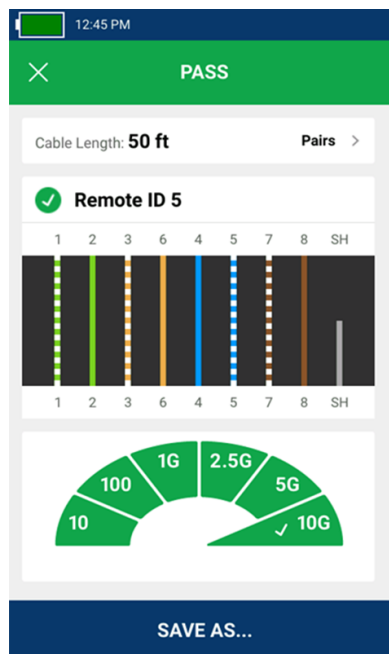 12:45 PM
PASS
Cable Length: 50 ft Pairs >
Remote ID 5
1 2 3 6 4 5 7 8 SH
1 2 3 6 4 5 7 8 SH
10 100 1G 2.5G 5G 10G
SAVE AS...